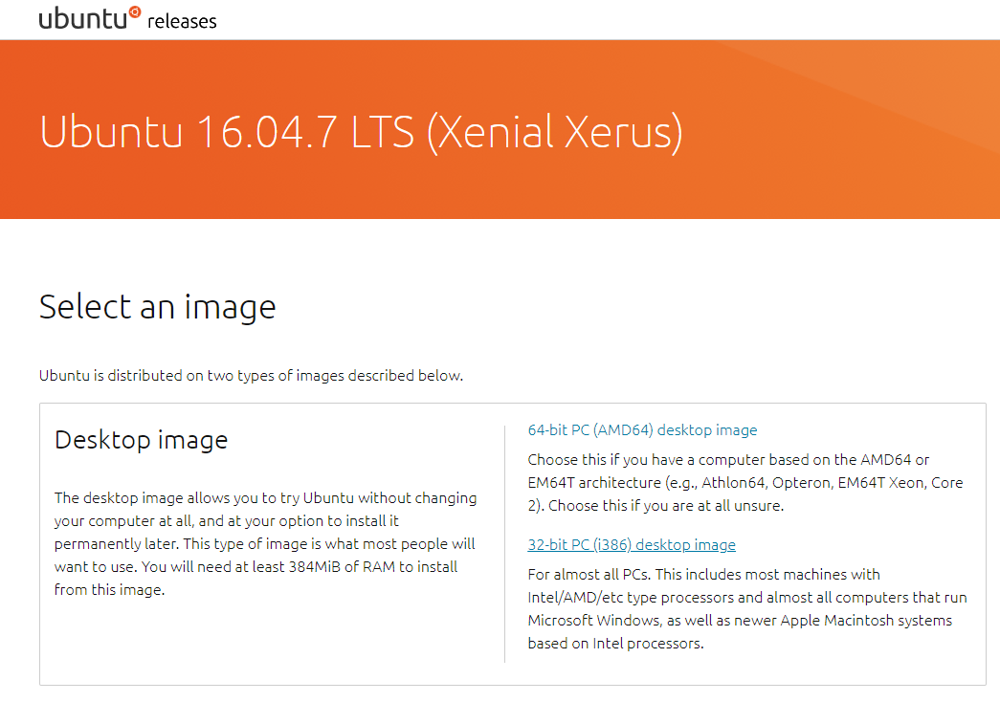 ubuntu releases
Ubuntu 16.04.7 LTS (Xenial Xerus)
Select an image
Ubuntu is distributed on two types of images described below.
Desktop image
The desktop image allows you to try Ubuntu without changing
your computer at all, and at your option to install it
permanently later. This type of image is what most people will
want to use. You will need at least 384MiB of RAM to install
from this image.
64-bit PC (AMD64) desktop image
Choose this if you have a computer based on the AMD64 or
EM64T architecture (e.g., Athlon64, Opteron, EM64T Xeon, Core
2). Choose this if you are at all unsure.
32-bit PC (i386) desktop image
For almost all PCs. This includes most machines with
Intel/AMD/etc type processors and almost all computers that run
Microsoft Windows, as well as newer Apple Macintosh systems
based on Intel processors.